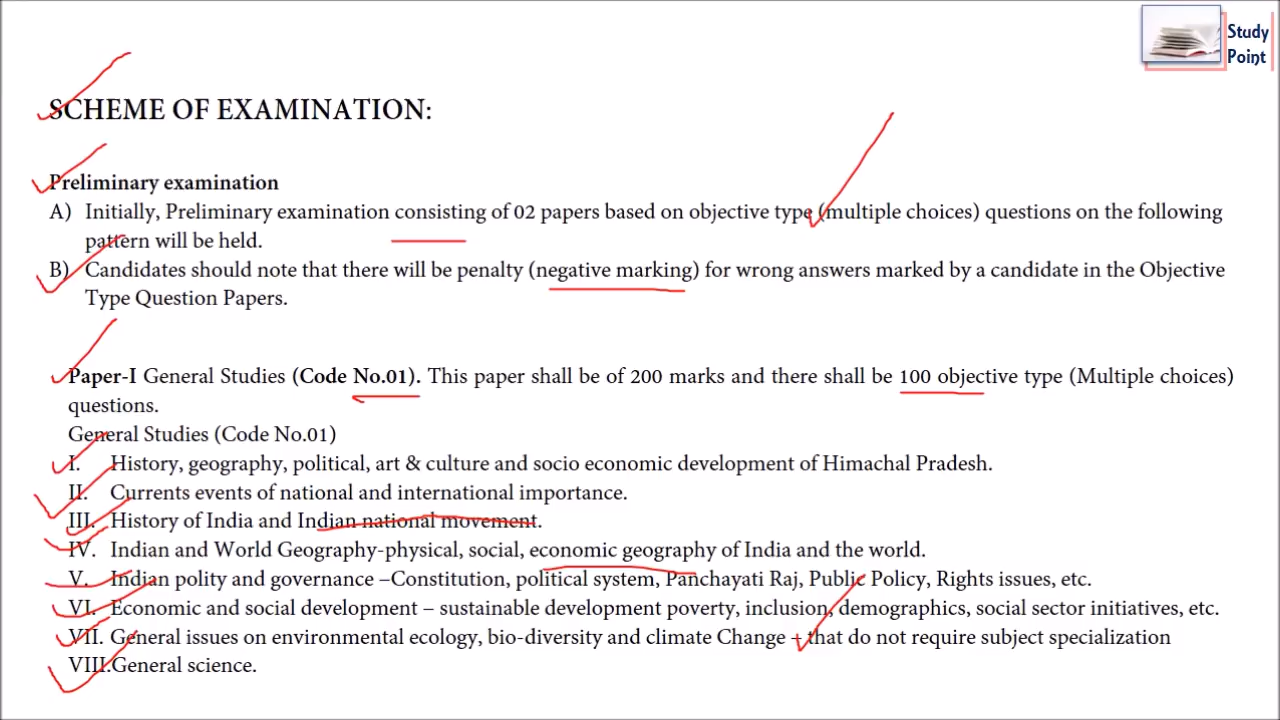 Study
Point
SCHEME OF EXAMINATION:
Preliminary examination
A) Initially, Preliminary examination consisting of 02 papers based on objective type (multiple choices) questions on the following
pattern will be held.
B) Candidates should note that there will be penalty (negative marking) for wrong answers marked by a candidate in the Objective
Type Question Papers.
Paper-I General Studies (Code No.01). This paper shall be of 200 marks and there shall be 100 objective type (Multiple choices)
questions.
General Studies (Code No.01)
I. History, geography, political, art & culture and socio economic development of Himachal Pradesh.
II. Currents events of national and international importance.
III. History of India and Indian national movement.
IV. Indian and World Geography-physical, social, economic geography of India and the world.
V. Indian polity and governance –Constitution, political system, Panchayati Raj, Public Policy, Rights issues, etc.
VI. Economic and social development – sustainable development poverty, inclusion, demographics, social sector initiatives, etc.
VII. General issues on environmental ecology, bio-diversity and climate Change – that do not require subject specialization
VIII.General science.